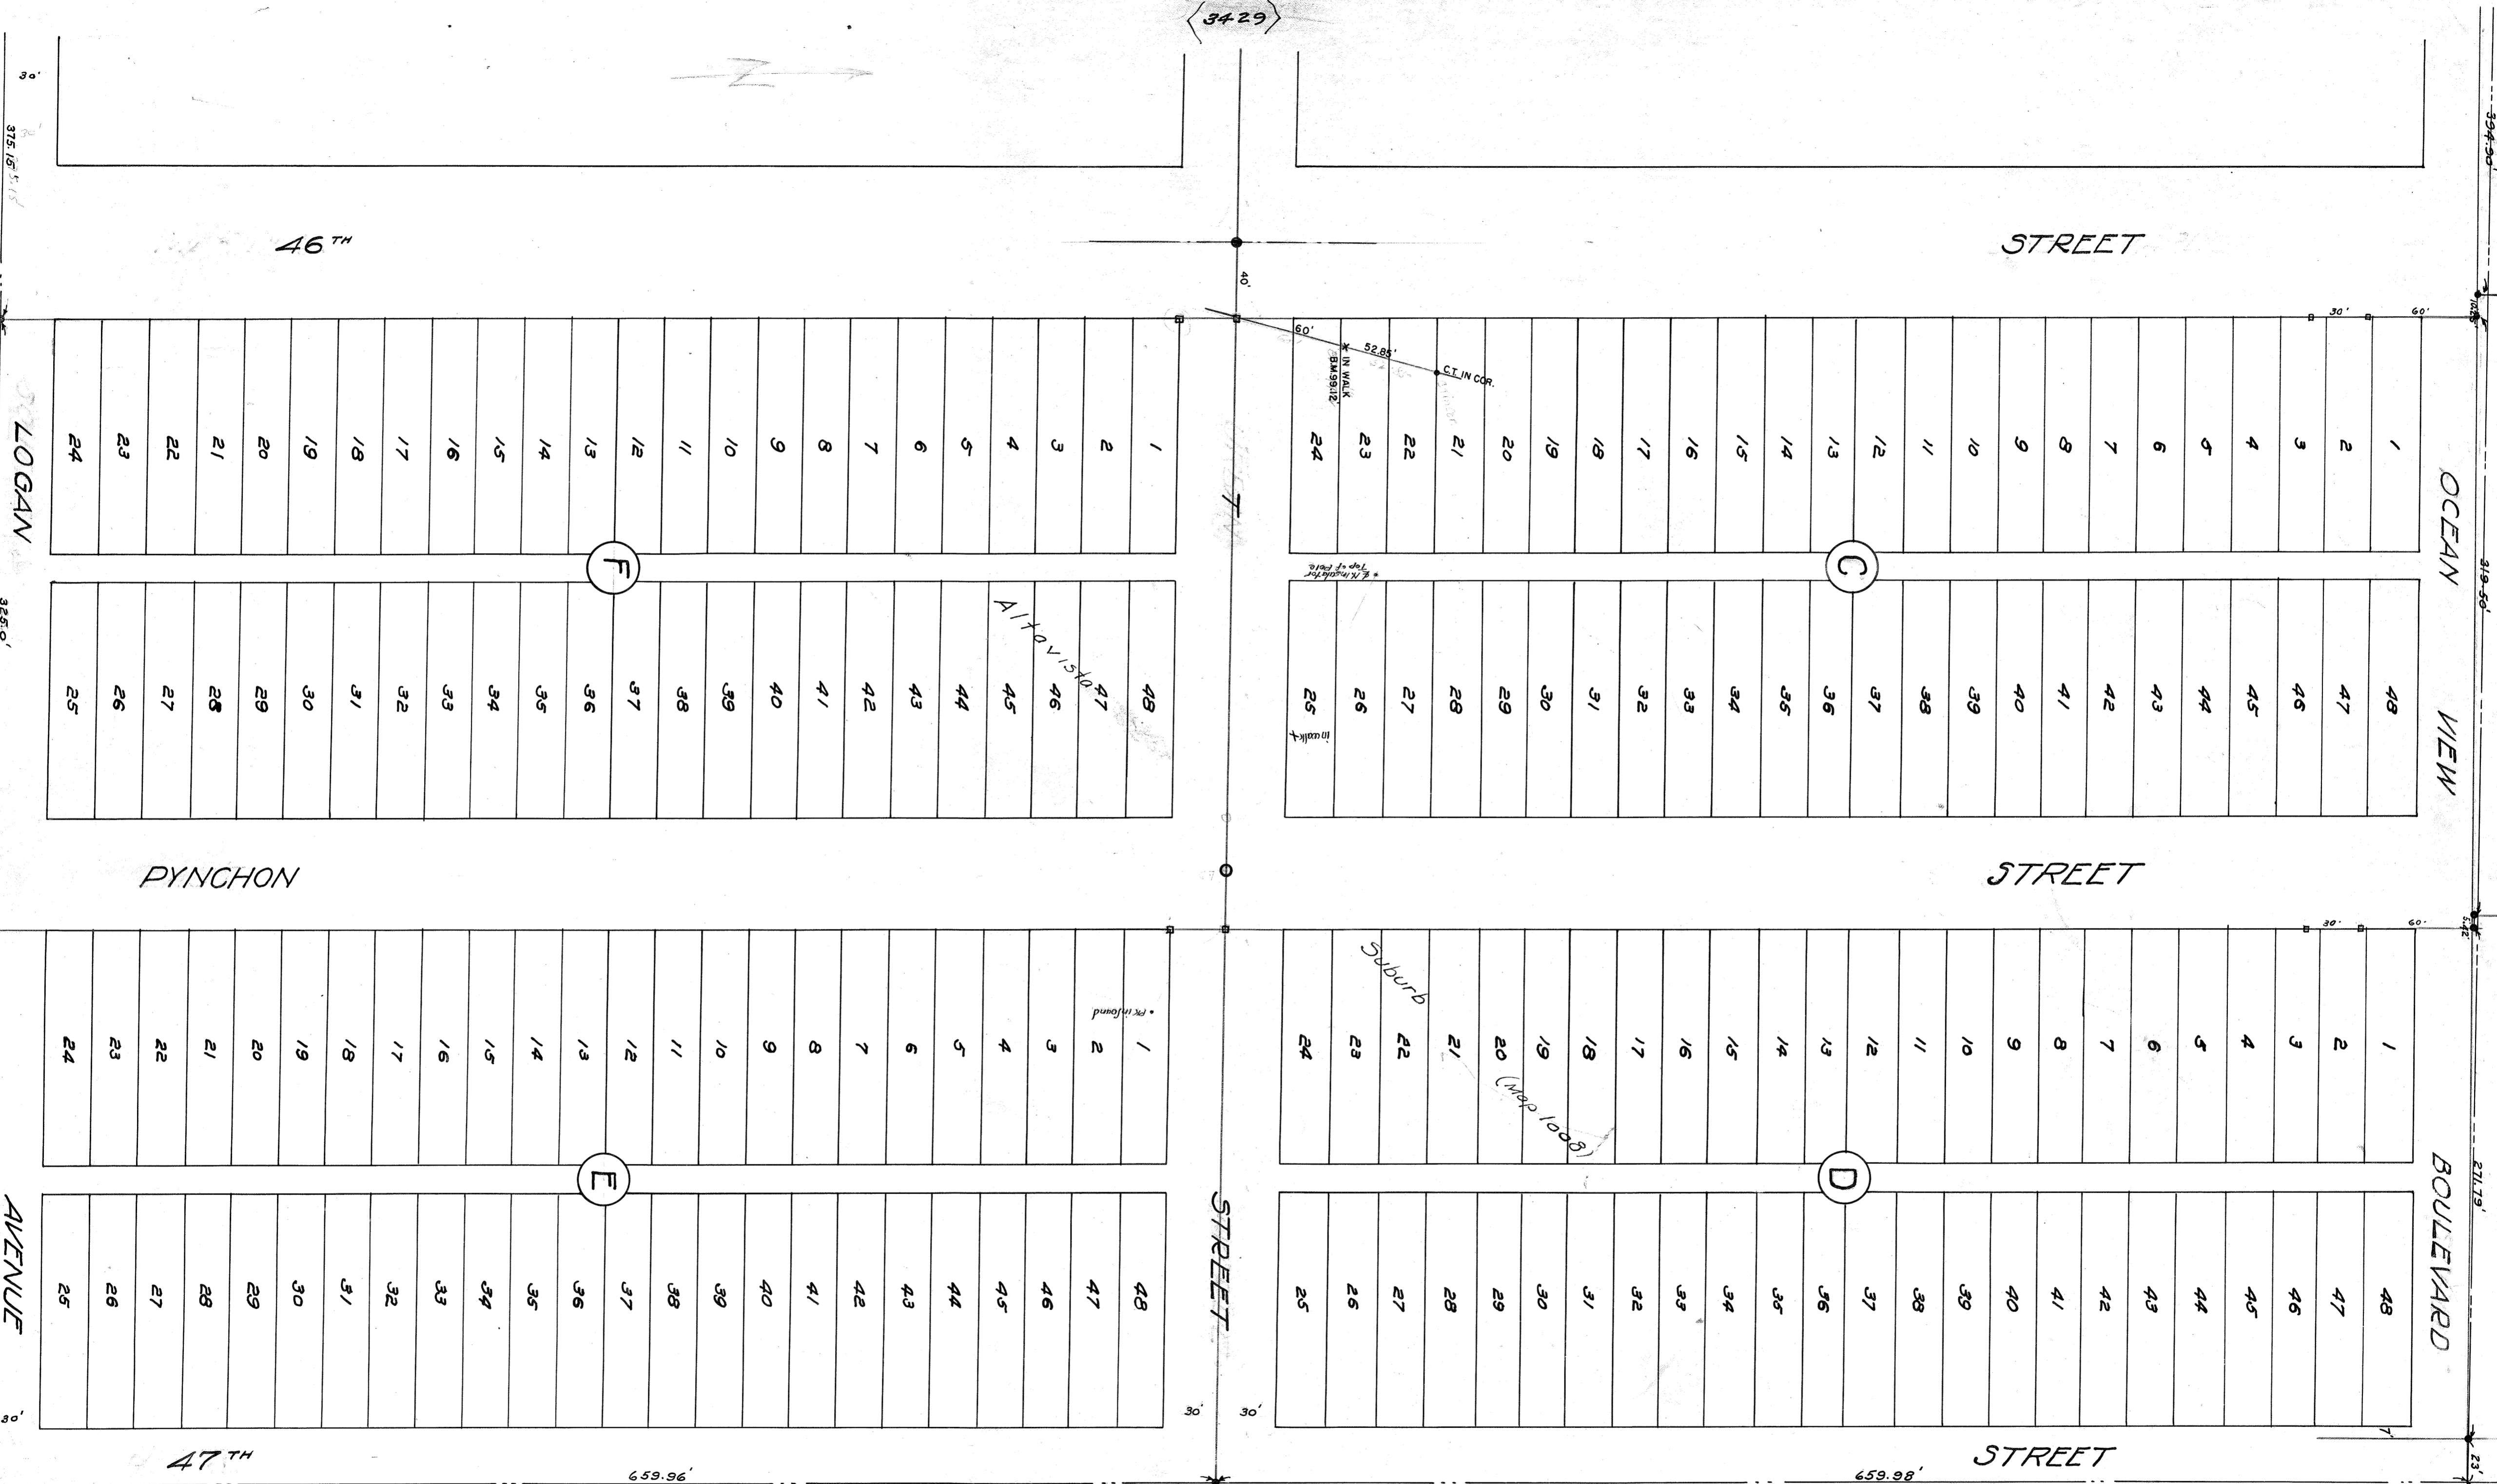 3429
30'
375.15
394.90'
46TH STREET
40'
10.25'
30' 60'
60'
52.85'
C.T. IN COR.
X IN WALK
B.M.99.12'
24 23 22 21 20 19 18 17 16 15 14 13 12 11 10 9 8 7 6 5 4 3 2 1
24 23 22 21 20 19 18 17 16 15 14 13 12 11 10 9 8 7 6 5 4 3 2 1
LOGAN
T
OCEAN
F
C
319.50'
Top of Pole
325.0'
Altavista
25 26 27 28 29 30 31 32 33 34 35 36 37 38 39 40 41 42 43 44 45 46 47 48
25 26 27 28 29 30 31 32 33 34 35 36 37 38 39 40 41 42 43 44 45 46 47 48
in walk +
VIEW
PYNCHON STREET
30' 60'
5.42'
Suburb
24 23 22 21 20 19 18 17 16 15 14 13 12 11 10 9 8 7 6 5 4 3 2 1
24 23 22 21 20 19 18 17 16 15 14 13 12 11 10 9 8 7 6 5 4 3 2 1
(Map 1008)
E
D
271.79'
AVENUE
STREET
BOULEVARD
25 26 27 28 29 30 31 32 33 34 35 36 37 38 39 40 41 42 43 44 45 46 47 48
25 26 27 28 29 30 31 32 33 34 35 36 37 38 39 40 41 42 43 44 45 46 47 48
30'
30' 30'
7'
47TH STREET
23'
659.96'
659.98'